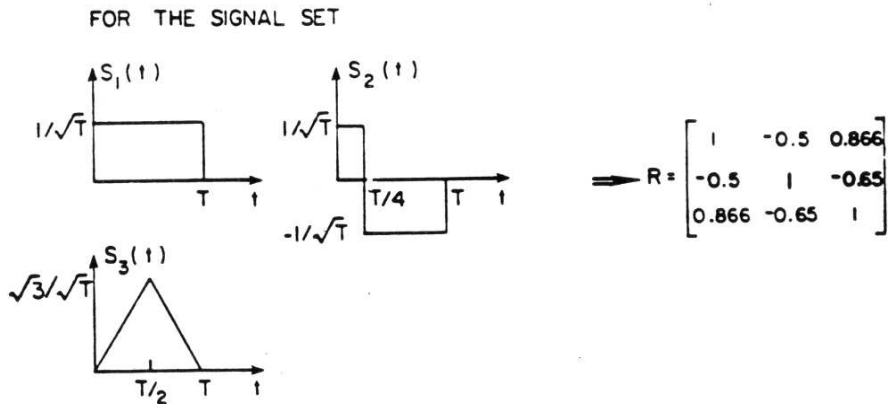 FOR THE SIGNAL SET
S₁(t)
1/√T
T t
S₂(t)
1/√T
T/4 T t
-1/√T
⇒ R = [ 1 -0.5 0.866
-0.5 1 -0.65
0.866 -0.65 1 ]
S₃(t)
√3/√T
T/2 T t